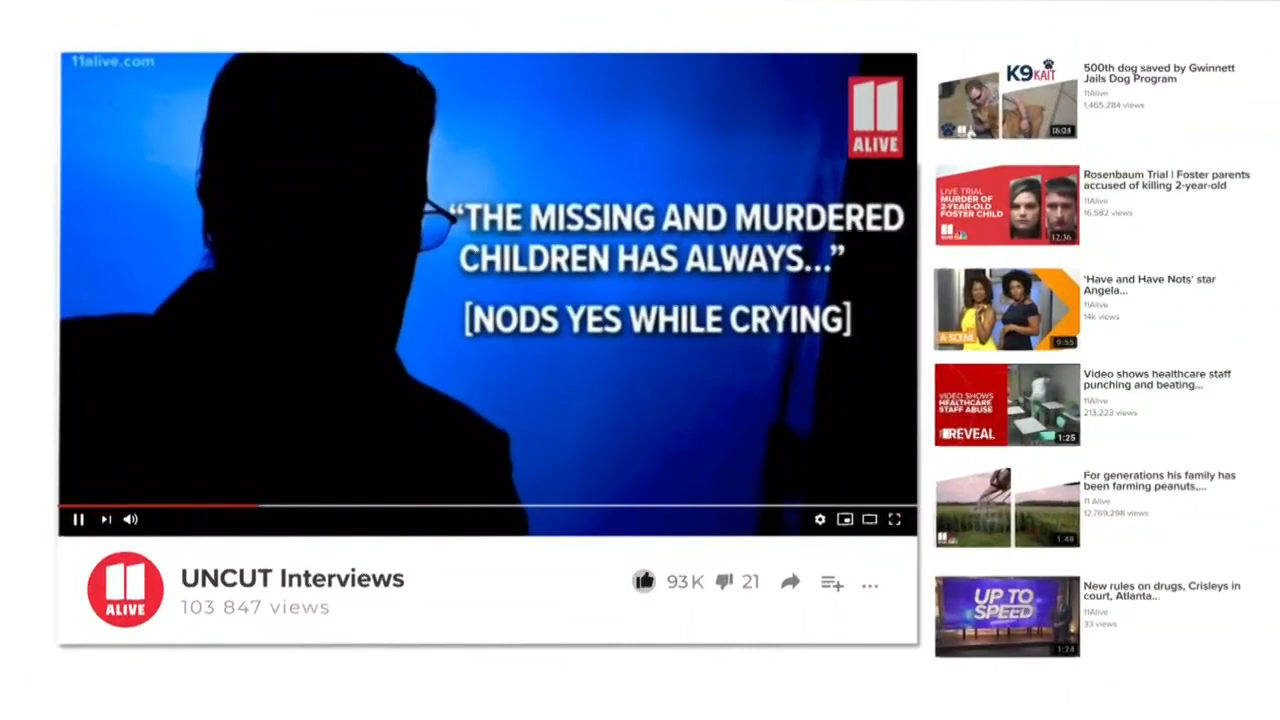 11alive.com
11
ALIVE
“THE MISSING AND MURDERED
CHILDREN HAS ALWAYS...”
[NODS YES WHILE CRYING]
11
ALIVE
UNCUT Interviews
103 847 views
93K
21
K9 KAIT
16:24
500th dog saved by Gwinnett
Jails Dog Program
11Alive
1,465,284 views
LIVE TRIAL
MURDER OF
2-YEAR-OLD
FOSTER CHILD
12:36
Rosenbaum Trial | Foster parents
accused of killing 2-year-old
11Alive
16,582 views
A-SCENE
9:55
'Have and Have Nots' star
Angela...
11Alive
14k views
VIDEO SHOWS
HEALTHCARE
STAFF ABUSE
REVEAL
1:25
Video shows healthcare staff
punching and beating...
11Alive
213,223 views
1:48
For generations his family has
been farming peanuts,...
11 Alive
12,769,298 views
UP TO
SPEED
1:24
New rules on drugs, Crisleys in
court, Atlanta...
11Alive
33 views